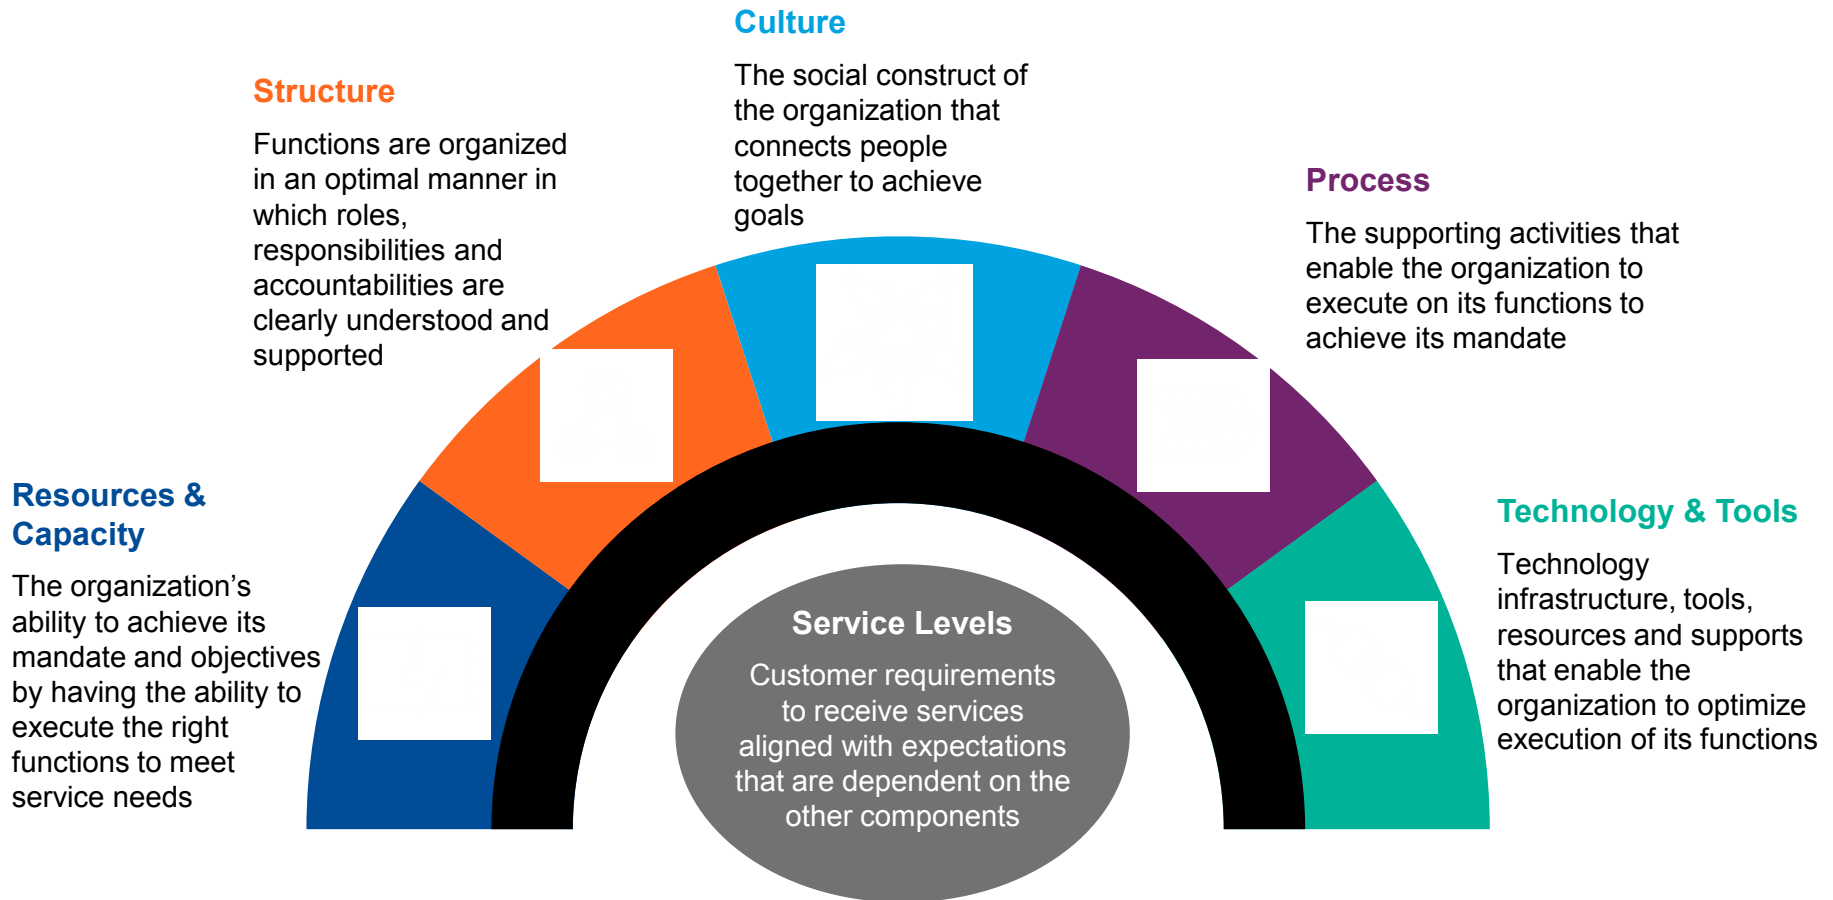 Culture
The social construct of
the organization that
connects people
together to achieve
goals
Structure
Functions are organized
in an optimal manner in
which roles,
responsibilities and
accountabilities are
clearly understood and
supported
Process
The supporting activities that
enable the organization to
execute on its functions to
achieve its mandate
Resources &
Capacity
The organization’s
ability to achieve its
mandate and objectives
by having the ability to
execute the right
functions to meet
service needs
Technology & Tools
Technology
infrastructure, tools,
resources and supports
that enable the
organization to optimize
execution of its functions
Service Levels
Customer requirements
to receive services
aligned with expectations
that are dependent on the
other components